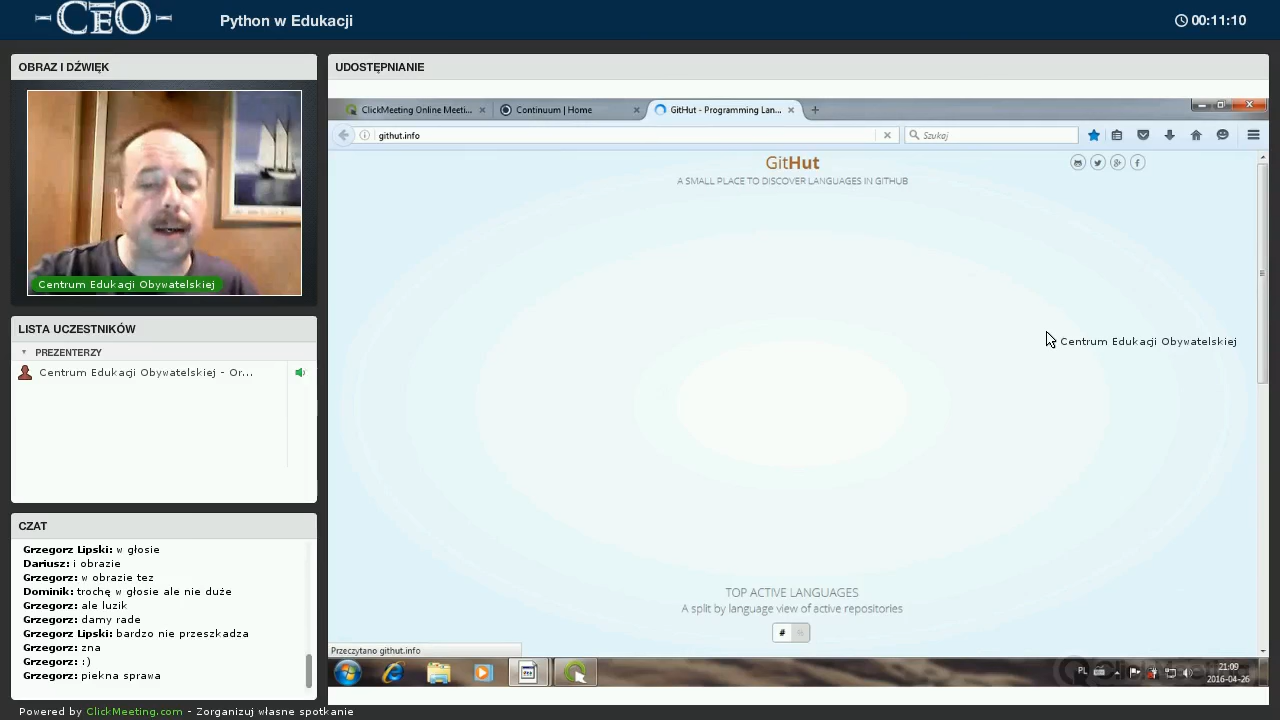 CEO
Python w Edukacji
00:11:10
OBRAZ I DŹWIĘK
Centrum Edukacji Obywatelskiej
LISTA UCZESTNIKÓW
PREZENTERZY
Centrum Edukacji Obywatelskiej - Or...
CZAT
Grzegorz Lipski: w głosie
Dariusz: i obrazie
Grzegorz: w obrazie tez
Dominik: trochę w głosie ale nie duże
Grzegorz: ale luzik
Grzegorz: damy rade
Grzegorz Lipski: bardzo nie przeszkadza
Grzegorz: zna
Grzegorz: :)
Grzegorz: piekna sprawa
UDOSTĘPNIANIE
ClickMeeting Online Meeti...
Continuum | Home
GitHut - Programming Lan...
githut.info
Szukaj
GitHut
A SMALL PLACE TO DISCOVER LANGUAGES IN GITHUB
Centrum Edukacji Obywatelskiej
TOP ACTIVE LANGUAGES
A split by language view of active repositories
#
Przeczytano githut.info
PL
21:09
2016-04-26
Powered by ClickMeeting.com - Zorganizuj własne spotkanie